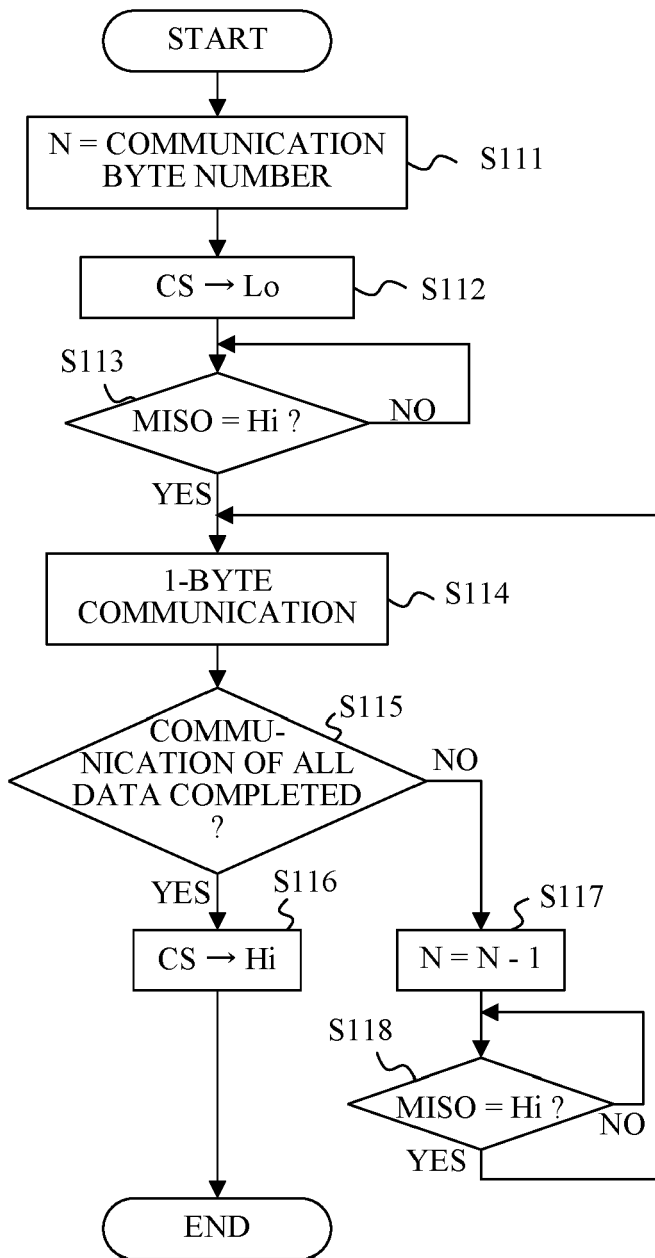 START
N = COMMUNICATION
BYTE NUMBER
S111
CS → Lo
S112
S113
MISO = Hi ?
NO
YES
1-BYTE
COMMUNICATION
S114
S115
COMMU-
NICATION OF ALL
DATA COMPLETED
?
NO
YES
S116
CS → Hi
S117
N = N - 1
S118
MISO = Hi ?
NO
YES
END